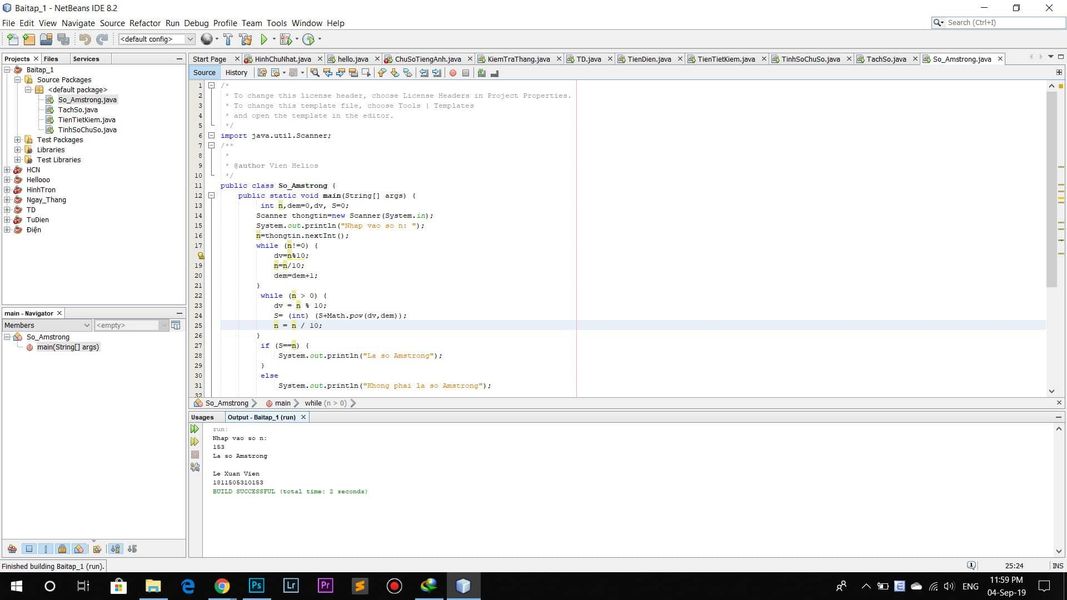 Baitap_1 - NetBeans IDE 8.2
File Edit View Navigate Source Refactor Run Debug Profile Team Tools Window Help
Search (Ctrl+I)
<default config>
Projects Files Services
Start Page HinhChuNhat.java hello.java ChuSoTiengAnh.java KiemTraThang.java TD.java TienDien.java TienTietKiem.java TinhSoChuSo.java TachSo.java So_Amstrong.java
Source History
Baitap_1
Source Packages
<default package>
So_Amstrong.java
TachSo.java
TienTietKiem.java
TinhSoChuSo.java
Test Packages
Libraries
Test Libraries
HCN
Hellooo
HinhTron
Ngay_Thang
TD
TuDien
Điện
1 /*
2 * To change this license header, choose License Headers in Project Properties.
3 * To change this template file, choose Tools | Templates
4 * and open the template in the editor.
5 */
6 import java.util.Scanner;
7 /**
8 *
9 * @author Vien Helios
10 */
11 public class So_Amstrong {
12 public static void main(String[] args) {
13 int n,dem=0,dv, S=0;
14 Scanner thongtin=new Scanner(System.in);
15 System.out.println("Nhap vao so n: ");
16 n=thongtin.nextInt();
17 while (n!=0) {
dv=n%10;
19 n=n/10;
20 dem=dem+1;
21 }
22 while (n > 0) {
23 dv = n % 10;
24 S= (int) (S+Math.pow(dv,dem));
25 n = n / 10;
26 }
27 if (S==n) {
28 System.out.println("La so Amstrong");
29 }
30 else
31 System.out.println("Khong phai la so Amstrong");
32
main - Navigator
Members <empty>
So_Amstrong
main(String[] args)
So_Amstrong main while (n > 0)
Usages Output - Baitap_1 (run)
run:
Nhap vao so n:
153
La so Amstrong
Le Xuan Vien
1811505310153
BUILD SUCCESSFUL (total time: 2 seconds)
Finished building Baitap_1 (run).
25:24 INS
Ps Lr Pr
ENG
11:59 PM
04-Sep-19